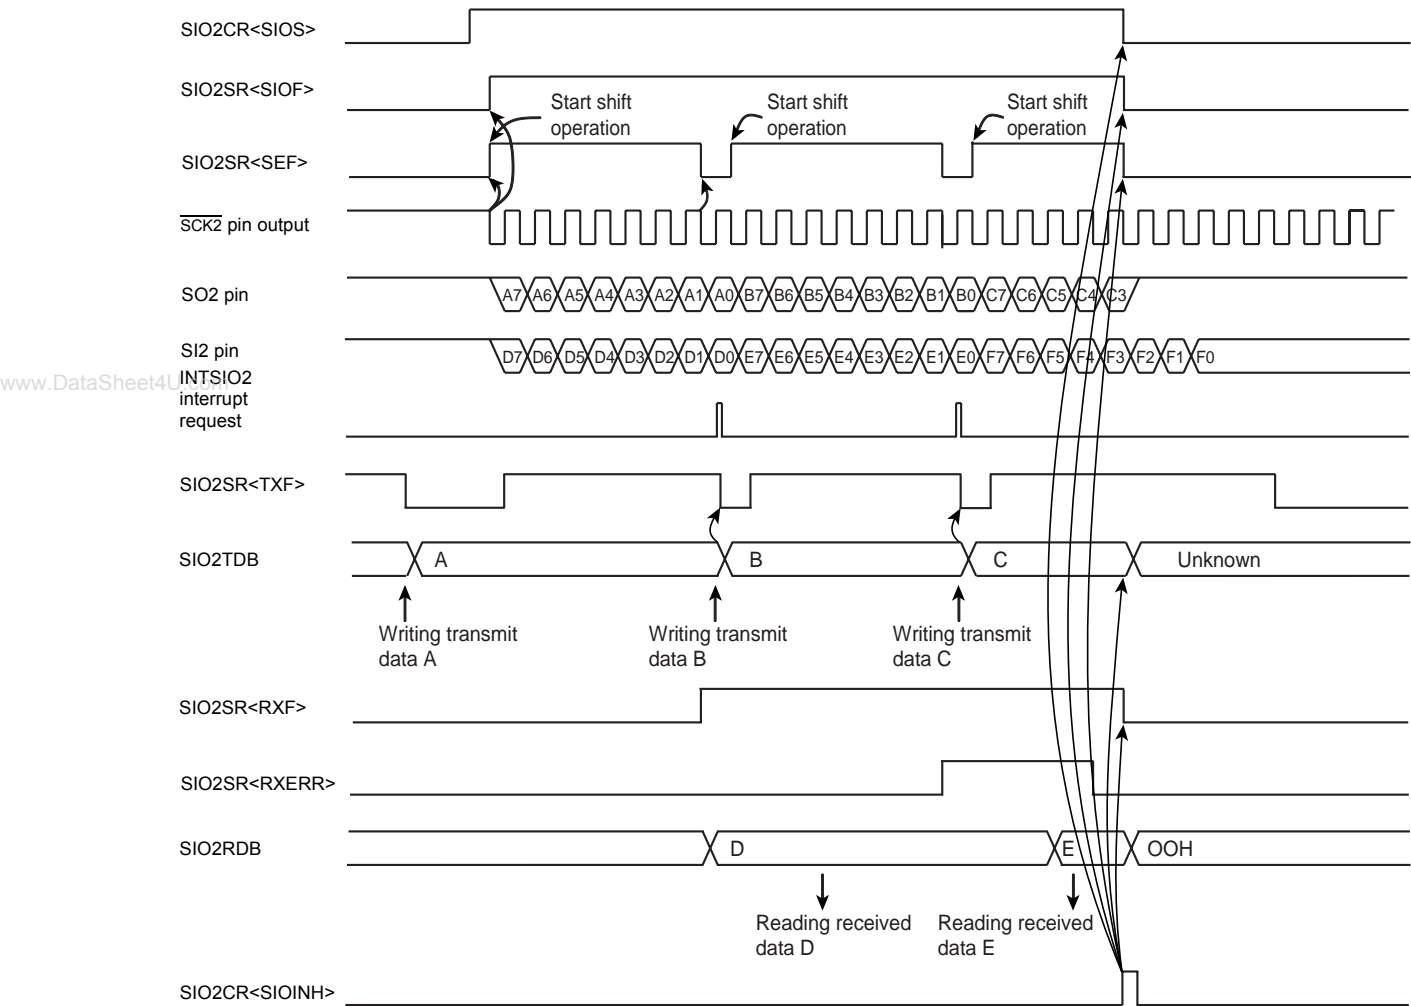 SIO2CR<SIOS>
SIO2SR<SIOF>
Start shift
operation
Start shift
operation
Start shift
operation
SIO2SR<SEF>
SCK2 pin output
SO2 pin
A7 A6 A5 A4 A3 A2 A1 A0 B7 B6 B5 B4 B3 B2 B1 B0 C7 C6 C5 C4 C3
SI2 pin
D7 D6 D5 D4 D3 D2 D1 D0 E7 E6 E5 E4 E3 E2 E1 E0 F7 F6 F5 F4 F3 F2 F1 F0
www.DataSheet4U.com
INTSIO2
interrupt
request
SIO2SR<TXF>
SIO2TDB
A B C Unknown
Writing transmit
data A
Writing transmit
data B
Writing transmit
data C
SIO2SR<RXF>
SIO2SR<RXERR>
SIO2RDB
D E OOH
Reading received
data D
Reading received
data E
SIO2CR<SIOINH>